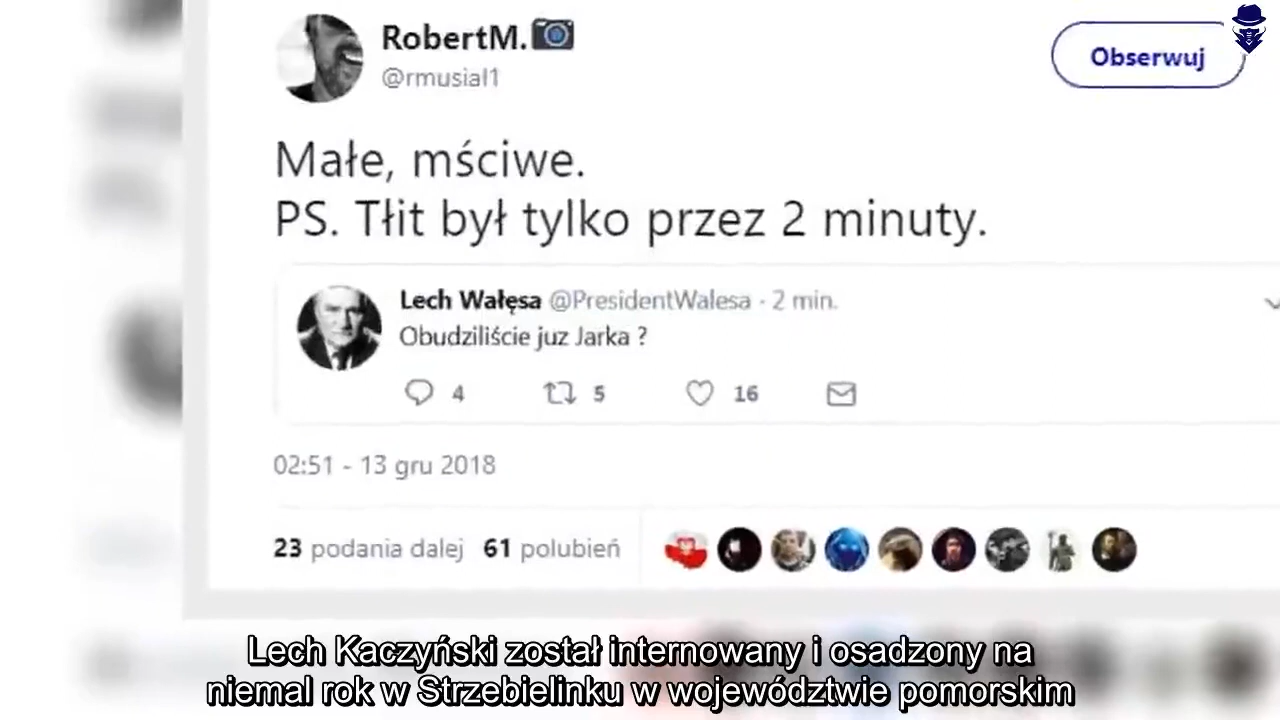 RobertM.
@rmusial1
Obserwuj
Małe, mściwe.
PS. Tłit był tylko przez 2 minuty.
Lech Wałęsa @PresidentWalesa · 2 min.
Obudziliście juz Jarka ?
4 5 16
02:51 - 13 gru 2018
23 podania dalej 61 polubień
Lech Kaczyński został internowany i osadzony na
niemal rok w Strzebielinku w województwie pomorskim